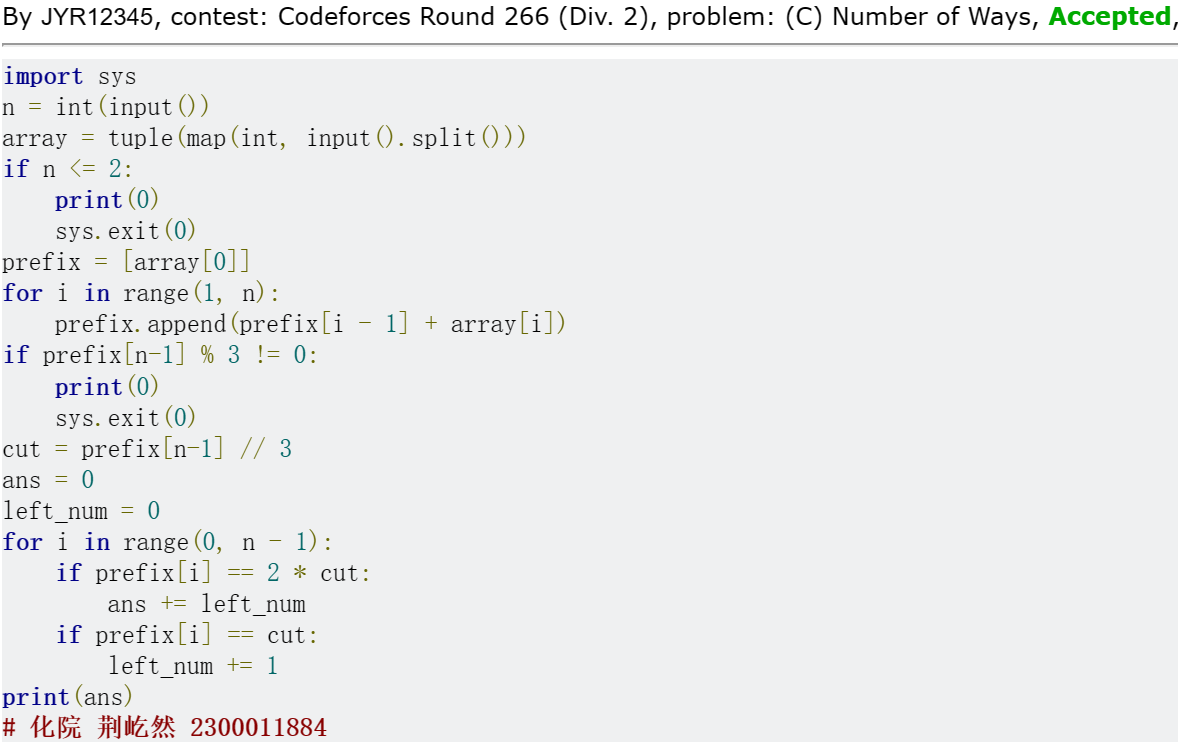 By JYR12345, contest: Codeforces Round 266 (Div. 2), problem: (C) Number of Ways, Accepted,
import sys
n = int(input())
array = tuple(map(int, input().split()))
if n <= 2:
    print(0)
    sys.exit(0)
prefix = [array[0]]
for i in range(1, n):
    prefix.append(prefix[i - 1] + array[i])
if prefix[n-1] % 3 != 0:
    print(0)
    sys.exit(0)
cut = prefix[n-1] // 3
ans = 0
left_num = 0
for i in range(0, n - 1):
    if prefix[i] == 2 * cut:
        ans += left_num
    if prefix[i] == cut:
        left_num += 1
print(ans)
# 化院 荆屹然 2300011884